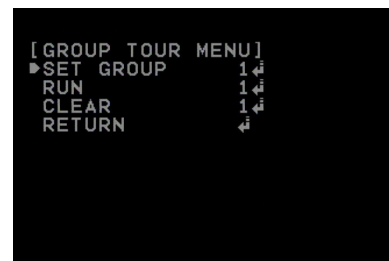 [GROUP TOUR MENU]
SET GROUP 1↲
RUN 1↲
CLEAR 1↲
RETURN ↲